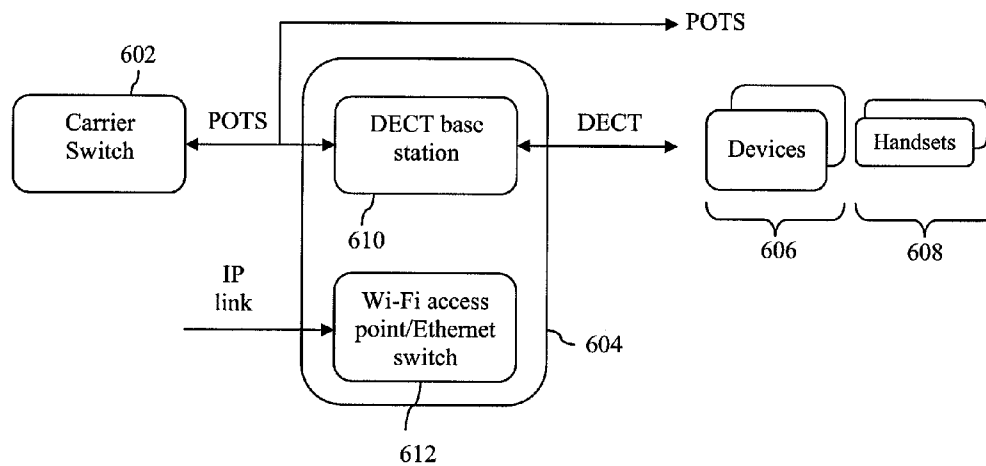 POTS
602
Carrier
Switch
POTS
DECT base
station
DECT
Devices
Handsets
610
606
608
IP
link
Wi-Fi access
point/Ethernet
switch
604
612